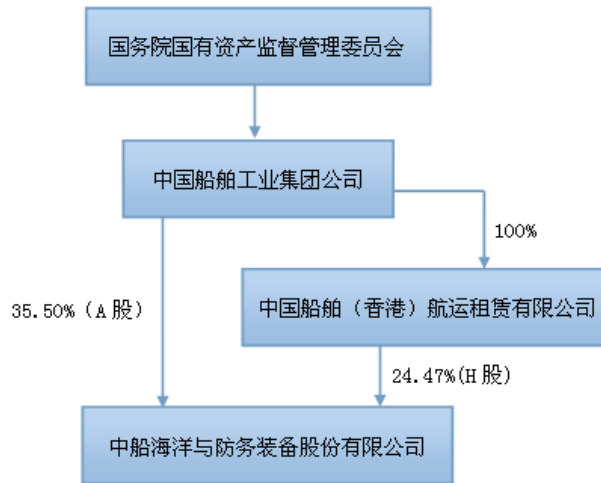 国务院国有资产监督管理委员会
中国船舶工业集团公司
100%
35.50%（A 股）
中国船舶（香港）航运租赁有限公司
24.47%(H 股)
中船海洋与防务装备股份有限公司